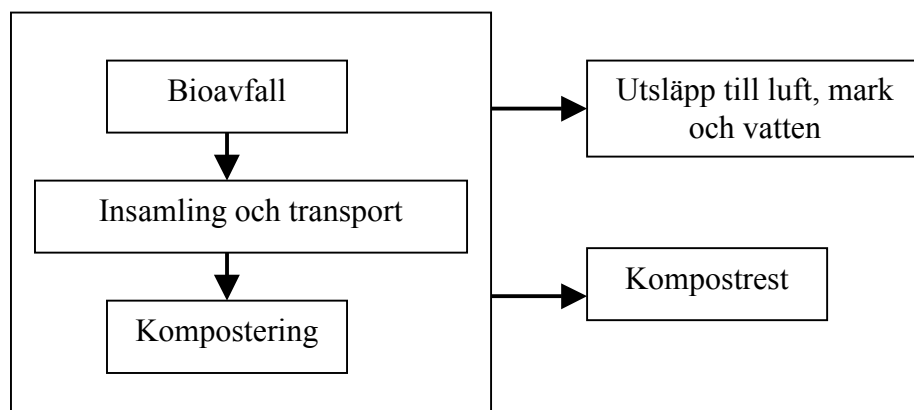 Bioavfall
Insamling och transport
Kompostering
Utsläpp till luft, mark
och vatten
Kompostrest